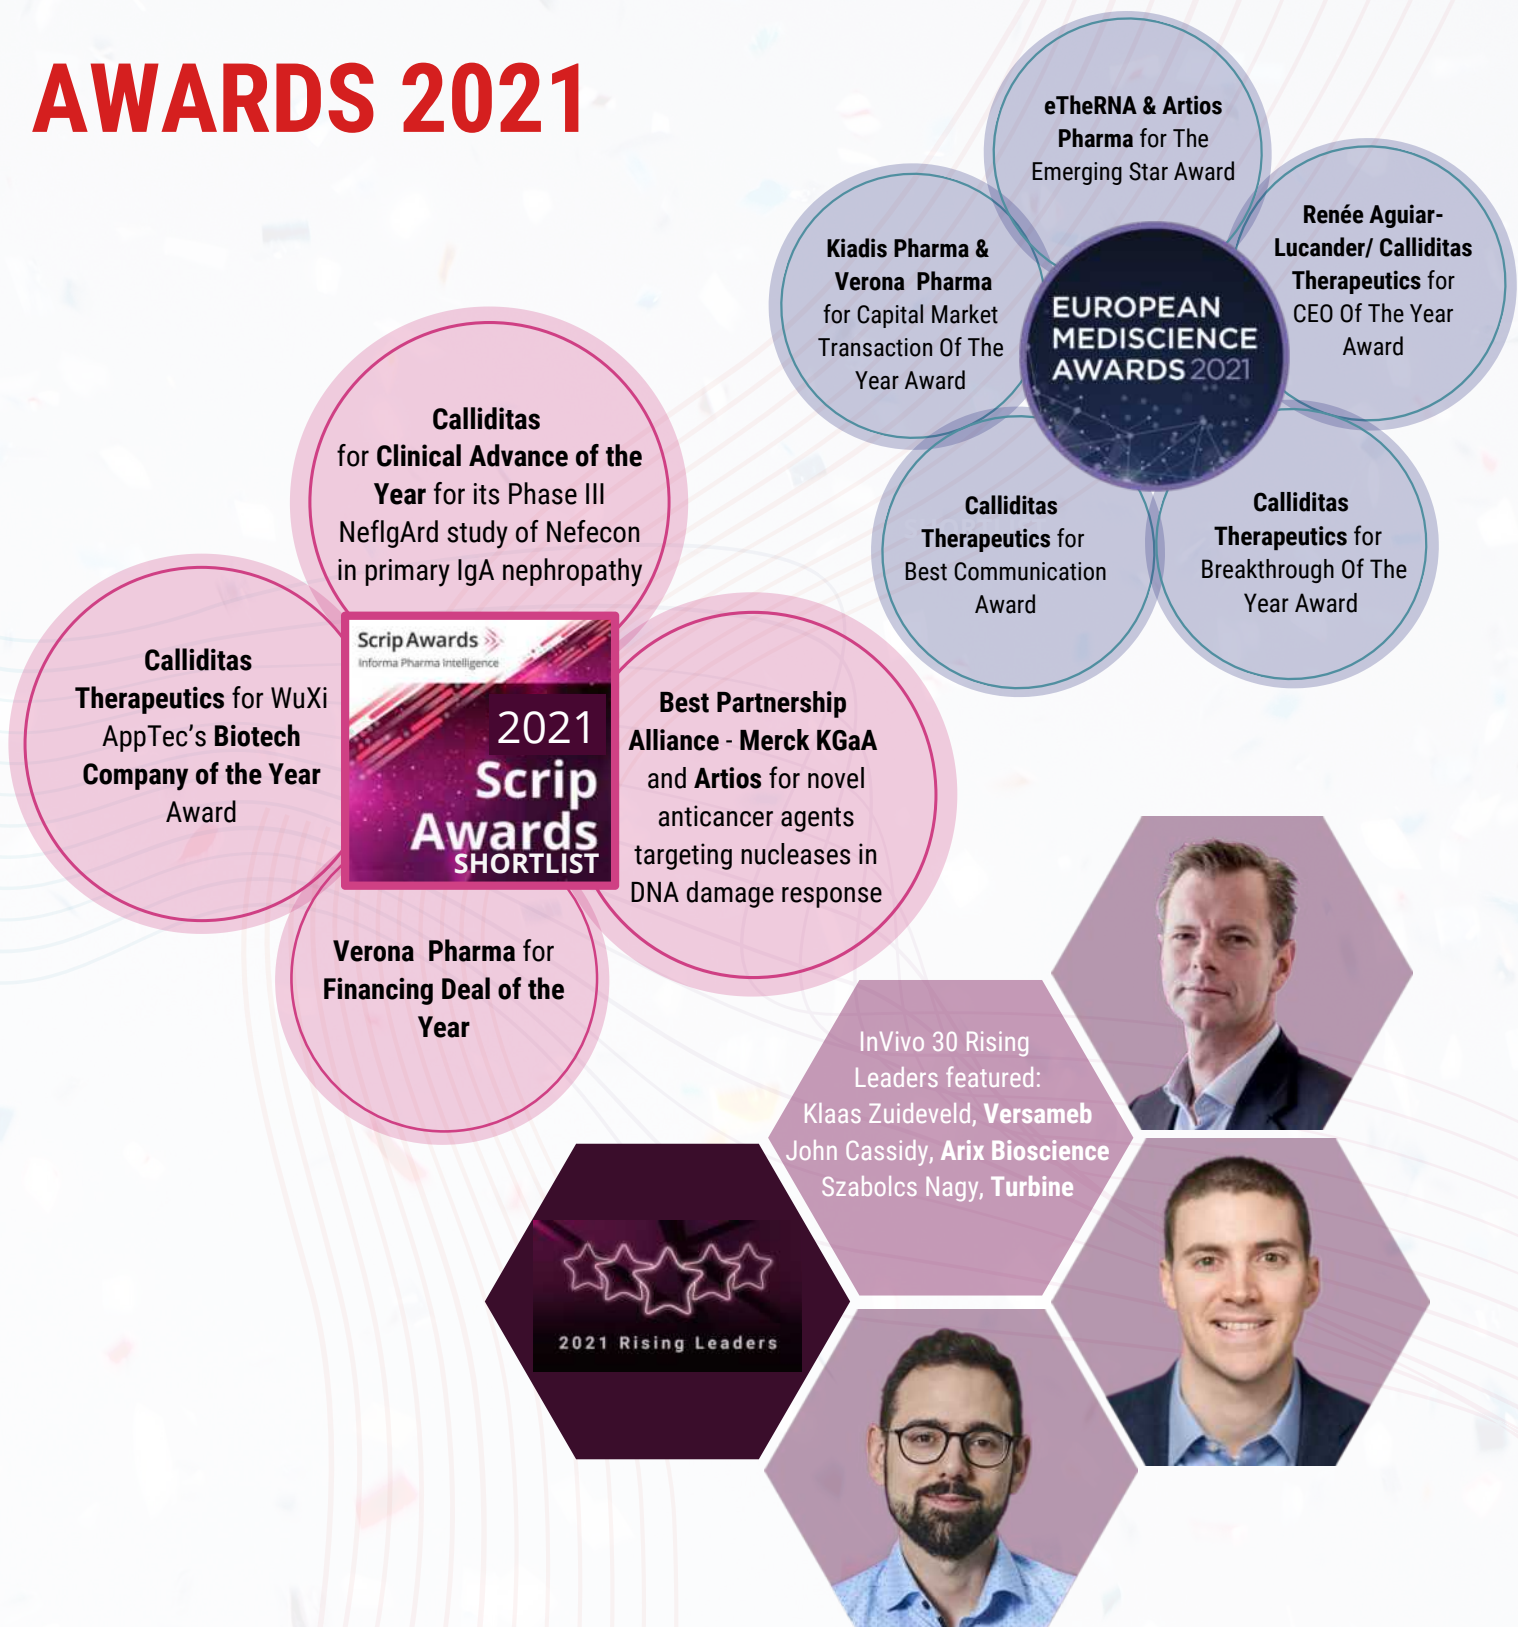 AWARDS 2021
eTheRNA & Artios
Pharma for The
Emerging Star Award
Renée Aguiar-
Lucander/ Calliditas
Therapeutics for
CEO Of The Year
Award
Kiadis Pharma &
Verona Pharma
for Capital Market
Transaction Of The
Year Award
EUROPEAN
MEDISCIENCE
AWARDS 2021
Calliditas
Therapeutics for
Best Communication
Award
Calliditas
Therapeutics for
Breakthrough Of The
Year Award
Calliditas
for Clinical Advance of the
Year for its Phase III
NeflgArd study of Nefecon
in primary IgA nephropathy
Calliditas
Therapeutics for WuXi
AppTec’s Biotech
Company of the Year
Award
Scrip Awards
Informa Pharma Intelligence
2021
Scrip
Awards
SHORTLIST
Best Partnership
Alliance - Merck KGaA
and Artios for novel
anticancer agents
targeting nucleases in
DNA damage response
Verona Pharma for
Financing Deal of the
Year
InVivo 30 Rising
Leaders featured:
Klaas Zuideveld, Versameb
John Cassidy, Arix Bioscience
Szabolcs Nagy, Turbine
2021 Rising Leaders